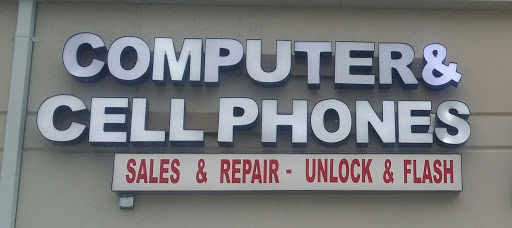 COMPUTER &
CELL PHONES
SALES & REPAIR - UNLOCK & FLASH